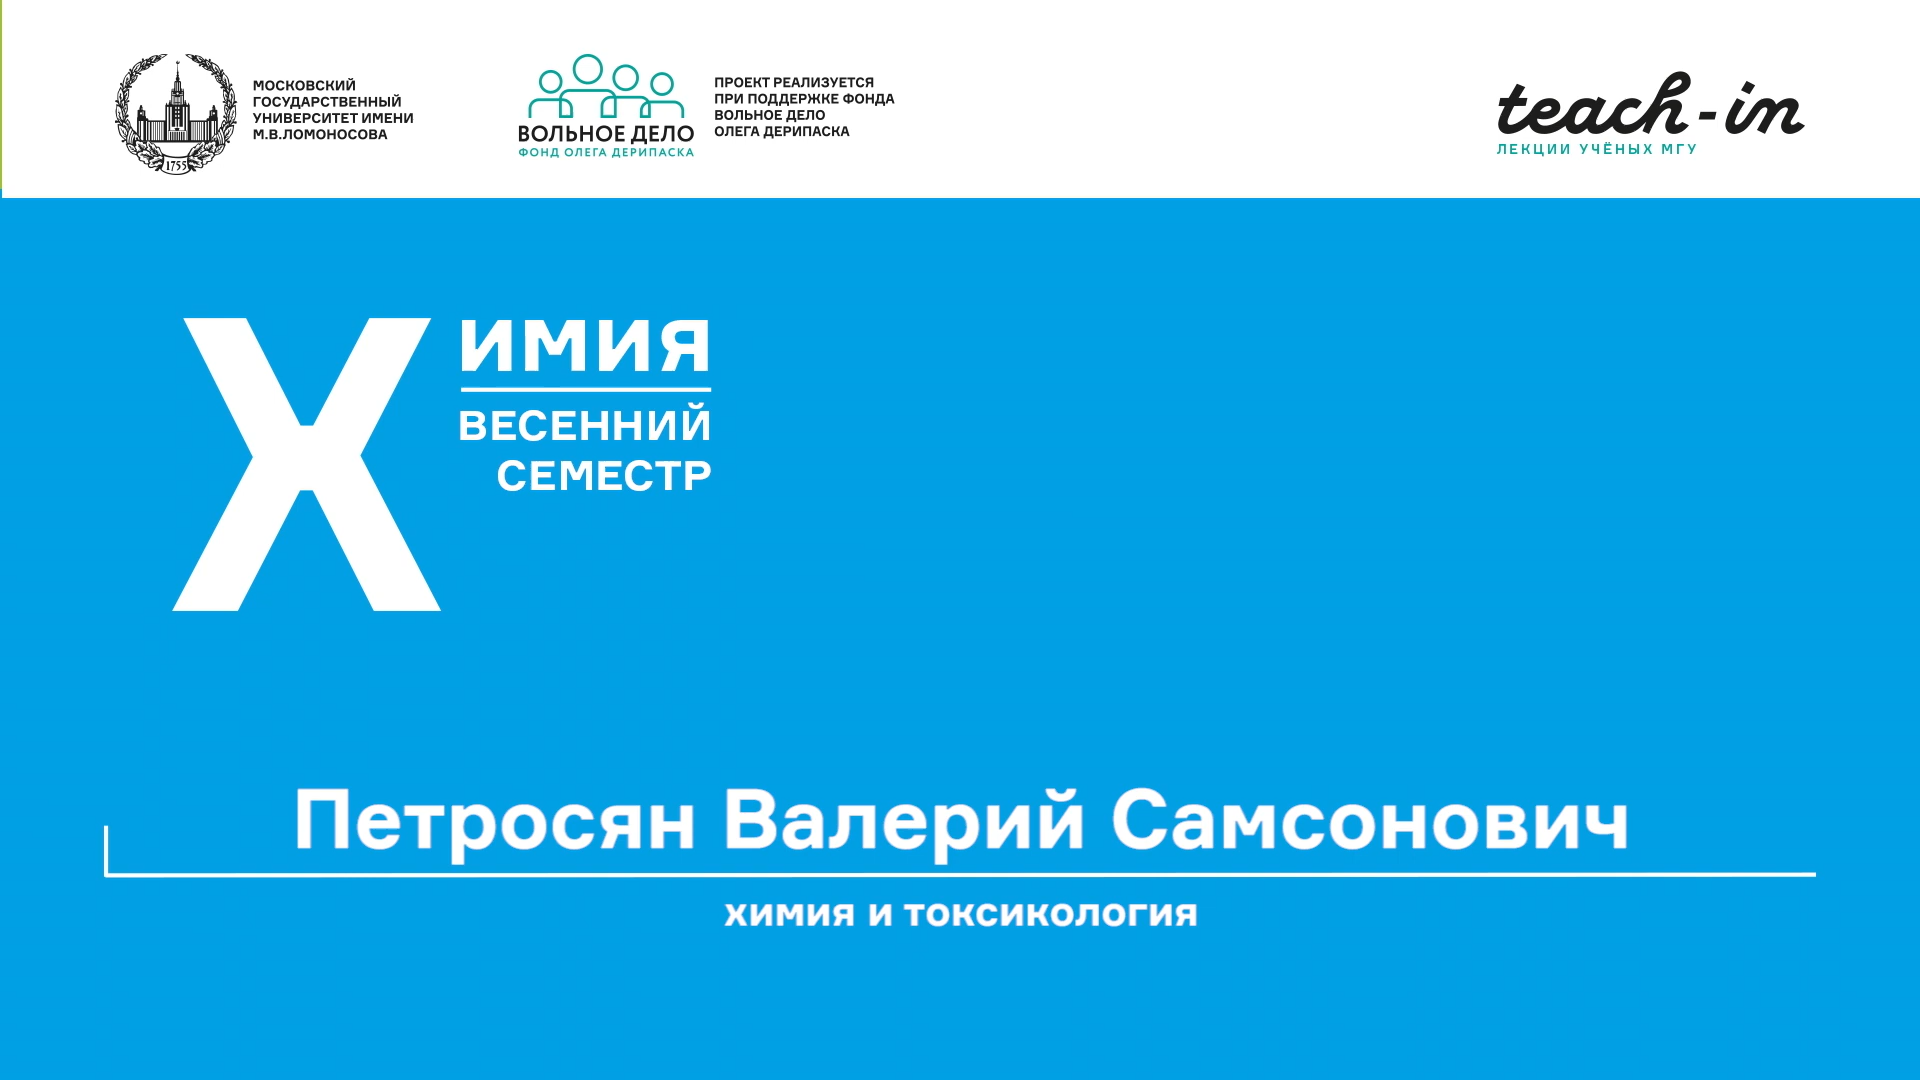 МОСКОВСКИЙ
ГОСУДАРСТВЕННЫЙ
УНИВЕРСИТЕТ ИМЕНИ
М.В.ЛОМОНОСОВА
1755
ВОЛЬНОЕ ДЕЛО
ФОНД ОЛЕГА ДЕРИПАСКА
ПРОЕКТ РЕАЛИЗУЕТСЯ
ПРИ ПОДДЕРЖКЕ ФОНДА
ВОЛЬНОЕ ДЕЛО
ОЛЕГА ДЕРИПАСКА
teach-in
ЛЕКЦИИ УЧЁНЫХ МГУ
ХИМИЯ
ВЕСЕННИЙ
СЕМЕСТР
Петросян Валерий Самсонович
химия и токсикология